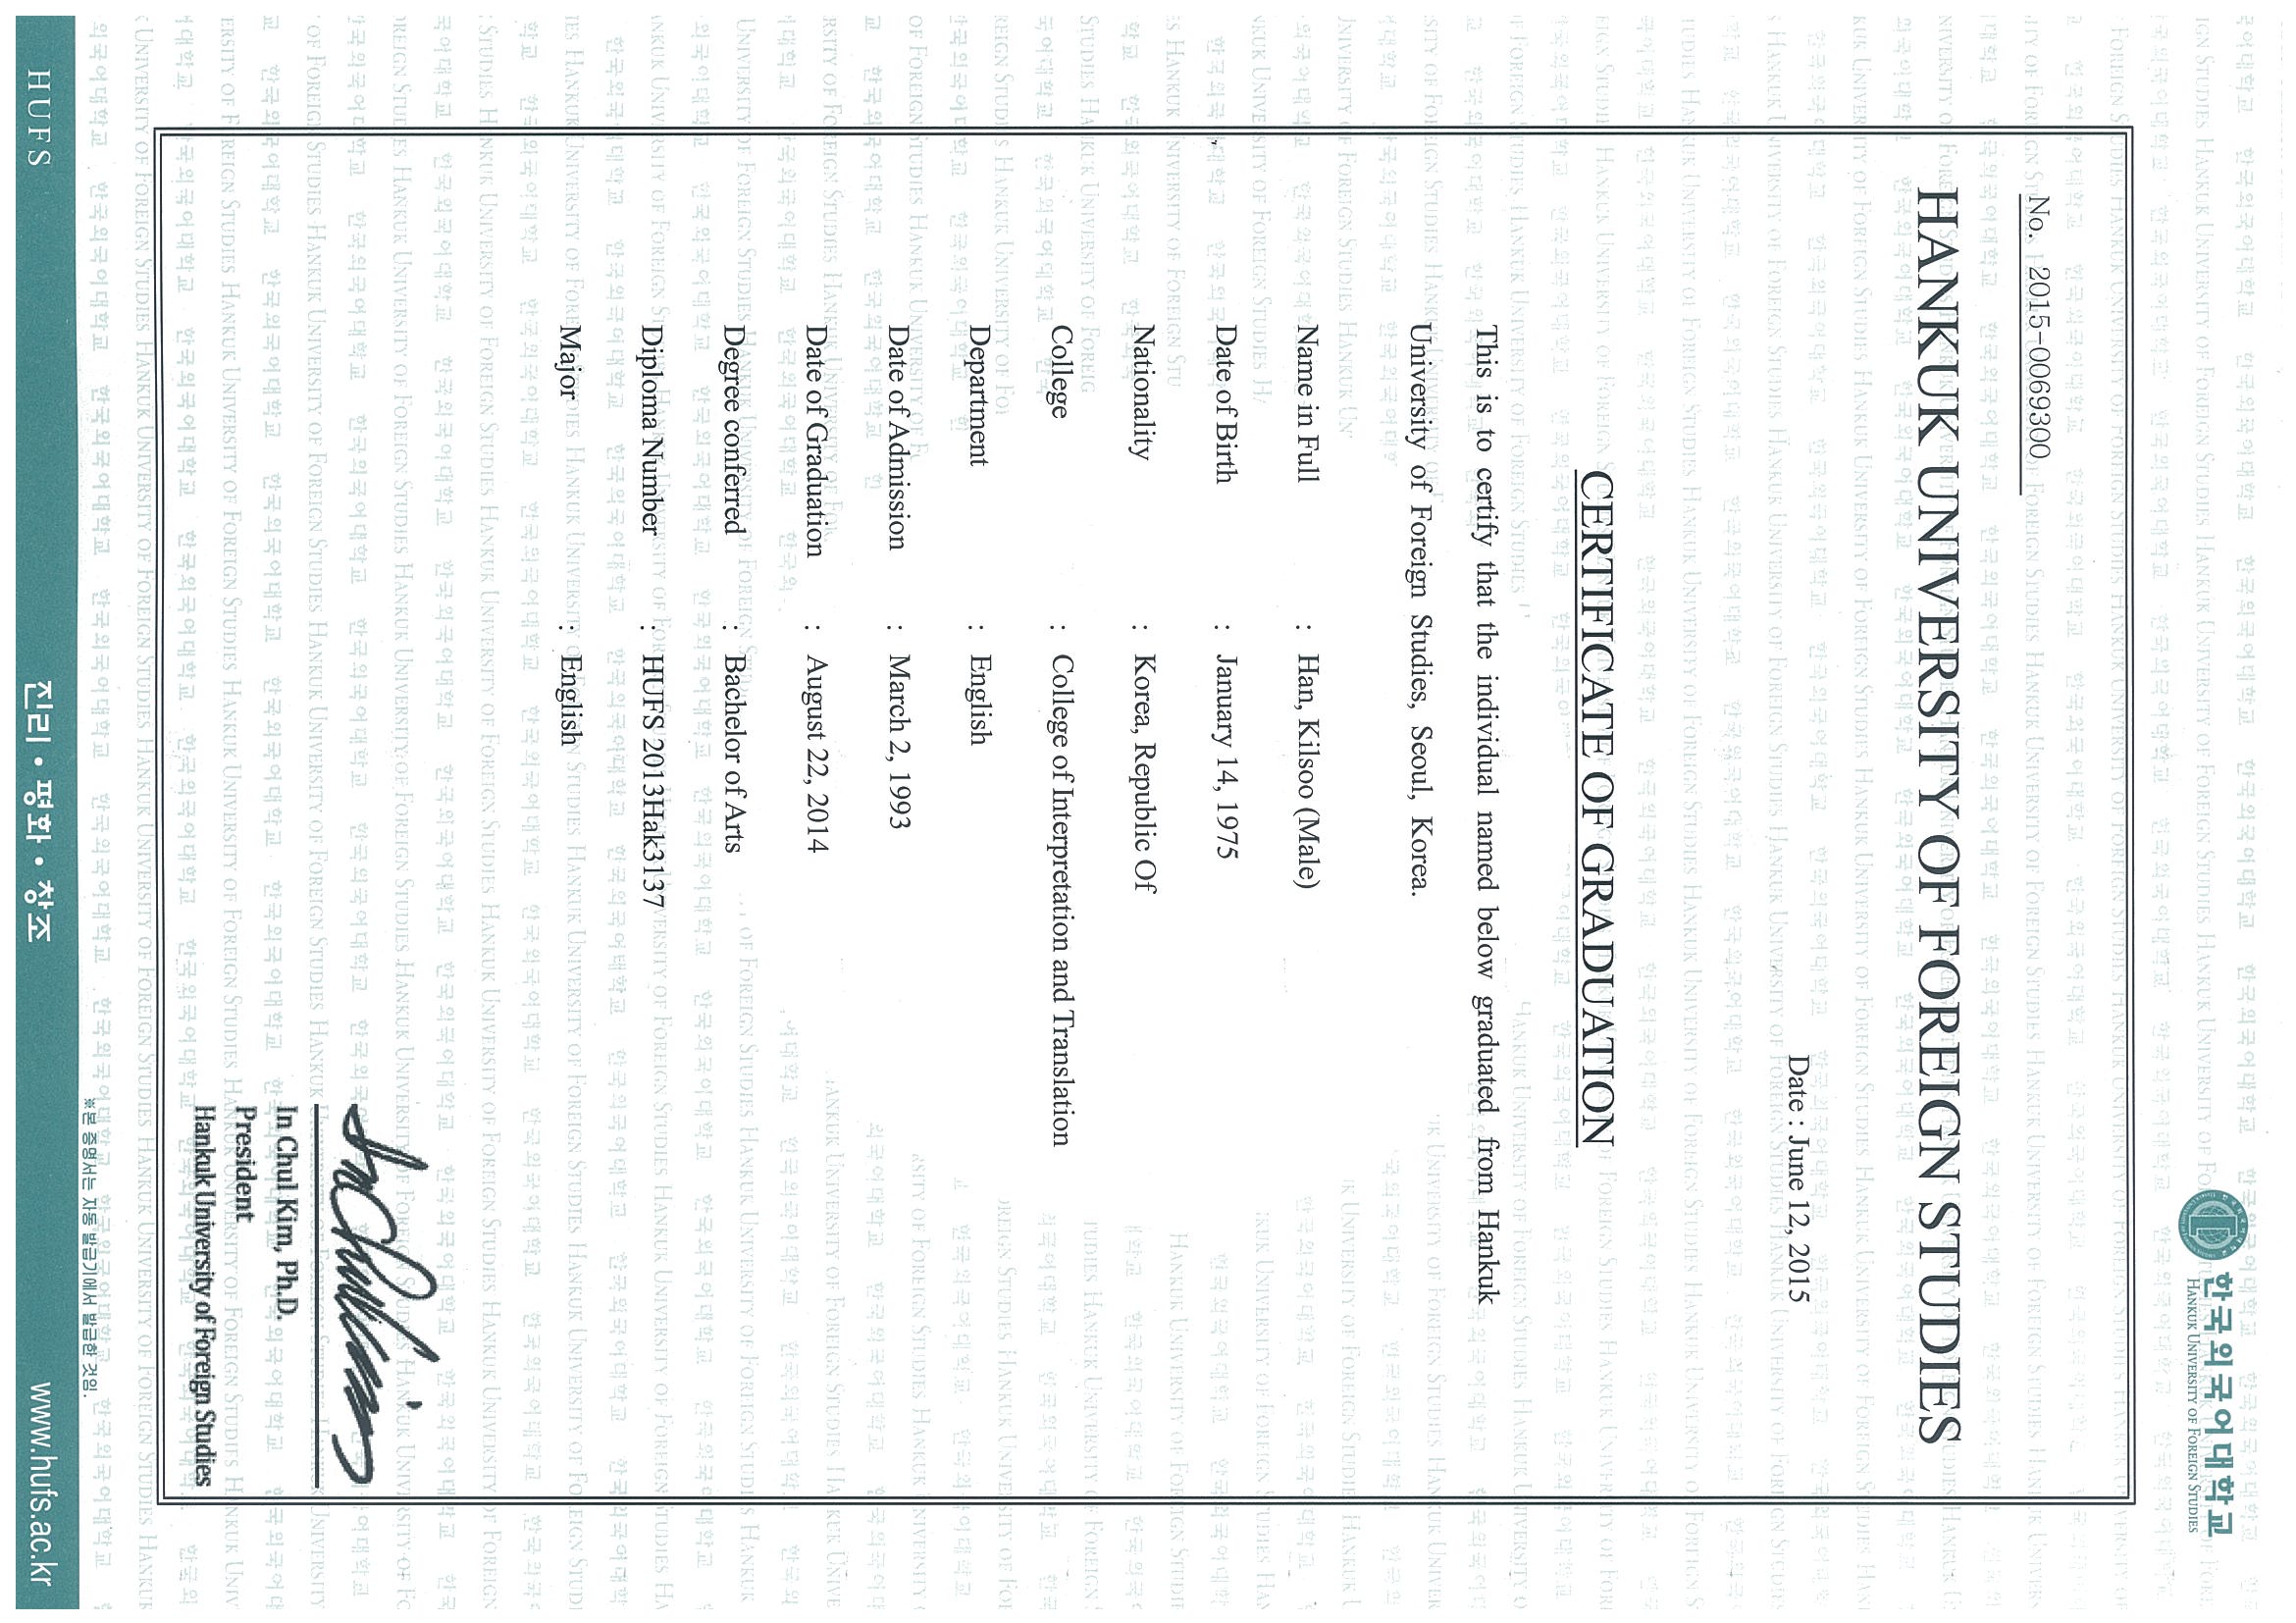 한국외국어대학교
HANKUK UNIVERSITY OF FOREIGN STUDIES
No. 2015-0069300
HANKUK UNIVERSITY OF FOREIGN STUDIES
Date : June 12, 2015
CERTIFICATE OF GRADUATION
This is to certify that the individual named below graduated from Hankuk
University of Foreign Studies, Seoul, Korea.
Name in Full : Han, Kilsoo (Male)
Date of Birth : January 14, 1975
Nationality : Korea, Republic Of
College : College of Interpretation and Translation
Department : English
Date of Admission : March 2, 1993
Date of Graduation : August 22, 2014
Degree conferred : Bachelor of Arts
Diploma Number : HUFS 2013Hak3137
Major : English
In Chul Kim, Ph.D.
President
Hankuk University of Foreign Studies
※본 증명서는 자동 발급기에서 발급한 것임.
HUFS 진리 • 평화 • 창조 www.hufs.ac.kr